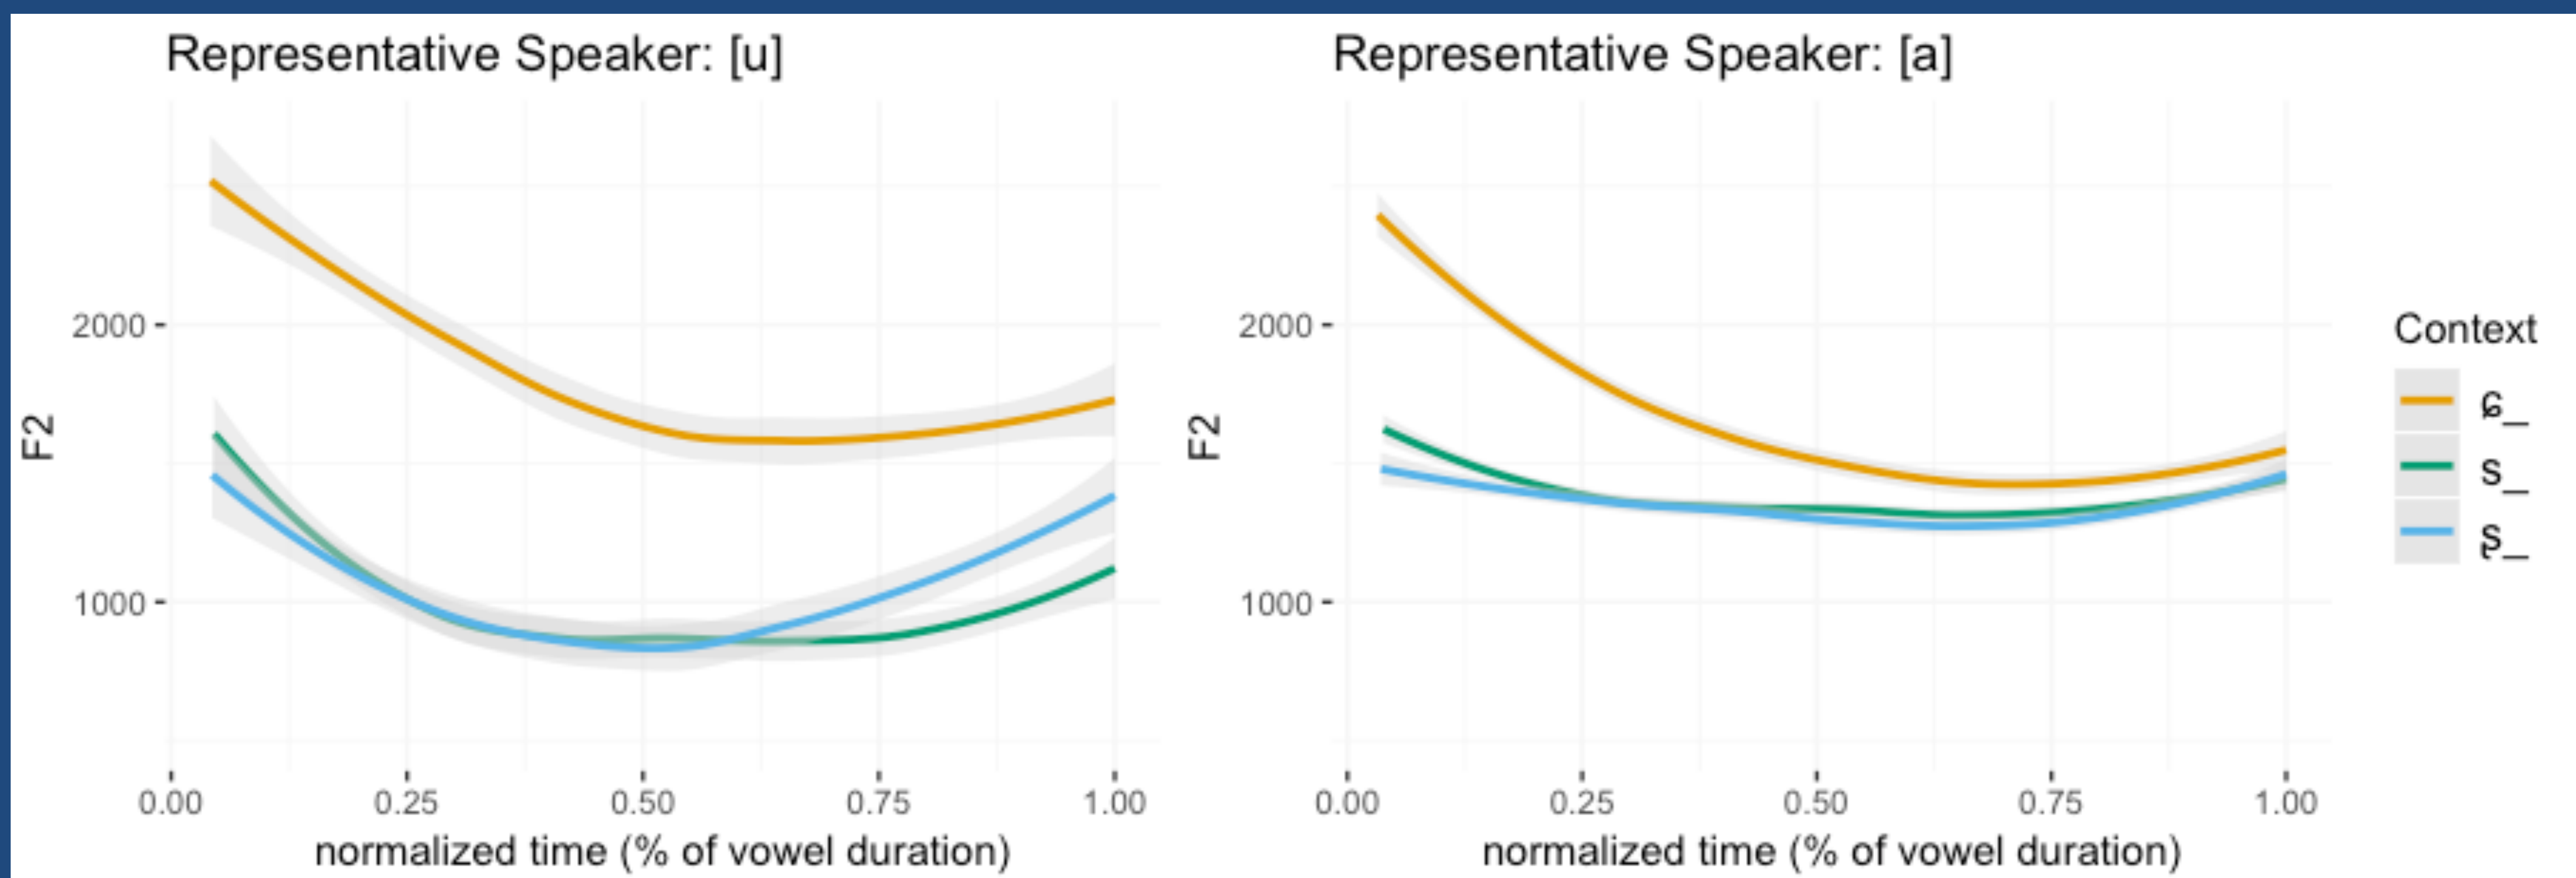 Representative Speaker: [u]
F2
2000
1000
0.00 0.25 0.50 0.75 1.00
normalized time (% of vowel duration)
Representative Speaker: [a]
F2
2000
1000
0.00 0.25 0.50 0.75 1.00
normalized time (% of vowel duration)
Context
ɕ_
s_
ʂ_